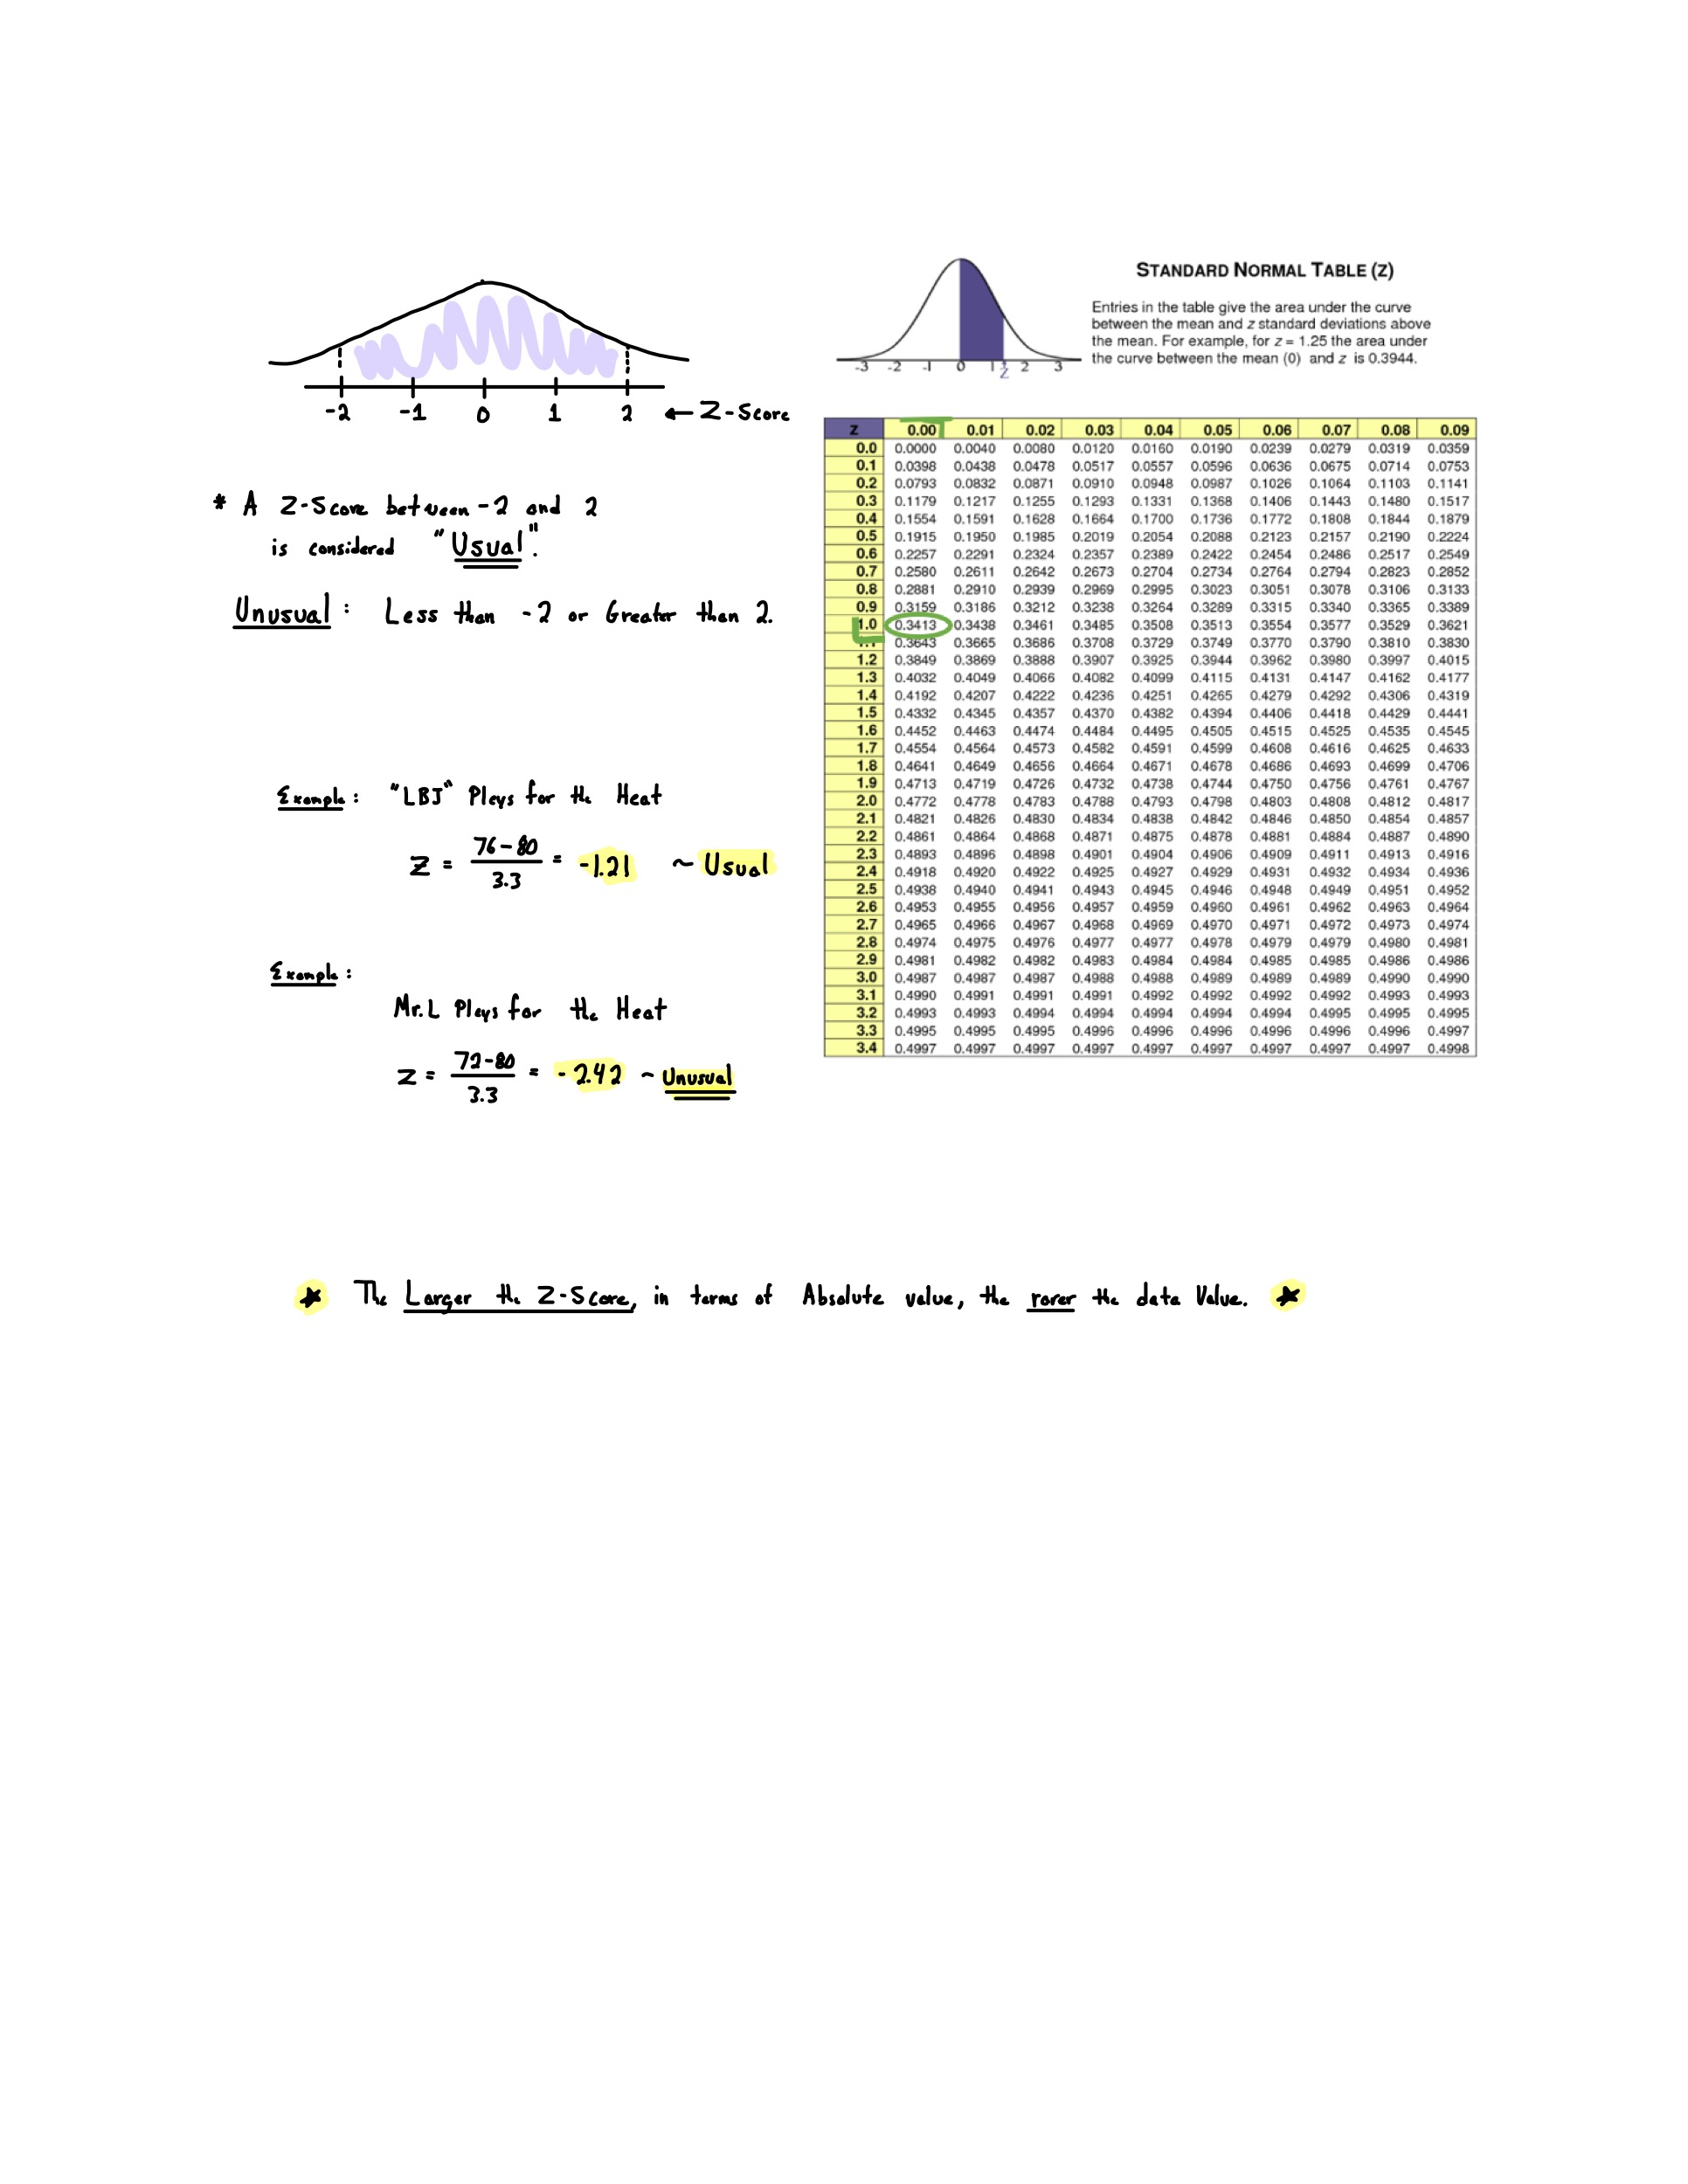 -2 -1 0 1 2 ← Z-Score
* A Z-Score between -2 and 2
is considered "Usual".
Unusual: Less than -2 or Greater than 2.
Example: "LBJ" Plays for the Heat
Z = 76-80 / 3.3 = -1.21 ~ Usual
Example:
Mr.L Plays for the Heat
Z = 72-80 / 3.3 = -2.42 ~ Unusual
STANDARD NORMAL TABLE (Z)
Entries in the table give the area under the curve
between the mean and z standard deviations above
the mean. For example, for z = 1.25 the area under
the curve between the mean (0) and z is 0.3944.
-3 -2 -1 0 1 z 2 3
z 0.00 0.01 0.02 0.03 0.04 0.05 0.06 0.07 0.08 0.09
0.0 0.0000 0.0040 0.0080 0.0120 0.0160 0.0190 0.0239 0.0279 0.0319 0.0359
0.1 0.0398 0.0438 0.0478 0.0517 0.0557 0.0596 0.0636 0.0675 0.0714 0.0753
0.2 0.0793 0.0832 0.0871 0.0910 0.0948 0.0987 0.1026 0.1064 0.1103 0.1141
0.3 0.1179 0.1217 0.1255 0.1293 0.1331 0.1368 0.1406 0.1443 0.1480 0.1517
0.4 0.1554 0.1591 0.1628 0.1664 0.1700 0.1736 0.1772 0.1808 0.1844 0.1879
0.5 0.1915 0.1950 0.1985 0.2019 0.2054 0.2088 0.2123 0.2157 0.2190 0.2224
0.6 0.2257 0.2291 0.2324 0.2357 0.2389 0.2422 0.2454 0.2486 0.2517 0.2549
0.7 0.2580 0.2611 0.2642 0.2673 0.2704 0.2734 0.2764 0.2794 0.2823 0.2852
0.8 0.2881 0.2910 0.2939 0.2969 0.2995 0.3023 0.3051 0.3078 0.3106 0.3133
0.9 0.3159 0.3186 0.3212 0.3238 0.3264 0.3289 0.3315 0.3340 0.3365 0.3389
1.0 0.3413 0.3438 0.3461 0.3485 0.3508 0.3513 0.3554 0.3577 0.3529 0.3621
1.1 0.3643 0.3665 0.3686 0.3708 0.3729 0.3749 0.3770 0.3790 0.3810 0.3830
1.2 0.3849 0.3869 0.3888 0.3907 0.3925 0.3944 0.3962 0.3980 0.3997 0.4015
1.3 0.4032 0.4049 0.4066 0.4082 0.4099 0.4115 0.4131 0.4147 0.4162 0.4177
1.4 0.4192 0.4207 0.4222 0.4236 0.4251 0.4265 0.4279 0.4292 0.4306 0.4319
1.5 0.4332 0.4345 0.4357 0.4370 0.4382 0.4394 0.4406 0.4418 0.4429 0.4441
1.6 0.4452 0.4463 0.4474 0.4484 0.4495 0.4505 0.4515 0.4525 0.4535 0.4545
1.7 0.4554 0.4564 0.4573 0.4582 0.4591 0.4599 0.4608 0.4616 0.4625 0.4633
1.8 0.4641 0.4649 0.4656 0.4664 0.4671 0.4678 0.4686 0.4693 0.4699 0.4706
1.9 0.4713 0.4719 0.4726 0.4732 0.4738 0.4744 0.4750 0.4756 0.4761 0.4767
2.0 0.4772 0.4778 0.4783 0.4788 0.4793 0.4798 0.4803 0.4808 0.4812 0.4817
2.1 0.4821 0.4826 0.4830 0.4834 0.4838 0.4842 0.4846 0.4850 0.4854 0.4857
2.2 0.4861 0.4864 0.4868 0.4871 0.4875 0.4878 0.4881 0.4884 0.4887 0.4890
2.3 0.4893 0.4896 0.4898 0.4901 0.4904 0.4906 0.4909 0.4911 0.4913 0.4916
2.4 0.4918 0.4920 0.4922 0.4925 0.4927 0.4929 0.4931 0.4932 0.4934 0.4936
2.5 0.4938 0.4940 0.4941 0.4943 0.4945 0.4946 0.4948 0.4949 0.4951 0.4952
2.6 0.4953 0.4955 0.4956 0.4957 0.4959 0.4960 0.4961 0.4962 0.4963 0.4964
2.7 0.4965 0.4966 0.4967 0.4968 0.4969 0.4970 0.4971 0.4972 0.4973 0.4974
2.8 0.4974 0.4975 0.4976 0.4977 0.4977 0.4978 0.4979 0.4979 0.4980 0.4981
2.9 0.4981 0.4982 0.4982 0.4983 0.4984 0.4984 0.4985 0.4985 0.4986 0.4986
3.0 0.4987 0.4987 0.4987 0.4988 0.4988 0.4989 0.4989 0.4989 0.4990 0.4990
3.1 0.4990 0.4991 0.4991 0.4991 0.4992 0.4992 0.4992 0.4992 0.4993 0.4993
3.2 0.4993 0.4993 0.4994 0.4994 0.4994 0.4994 0.4994 0.4995 0.4995 0.4995
3.3 0.4995 0.4995 0.4995 0.4996 0.4996 0.4996 0.4996 0.4996 0.4996 0.4997
3.4 0.4997 0.4997 0.4997 0.4997 0.4997 0.4997 0.4997 0.4997 0.4997 0.4998
★ The Larger the Z-Score, in terms of Absolute value, the rarer the data Value. ★